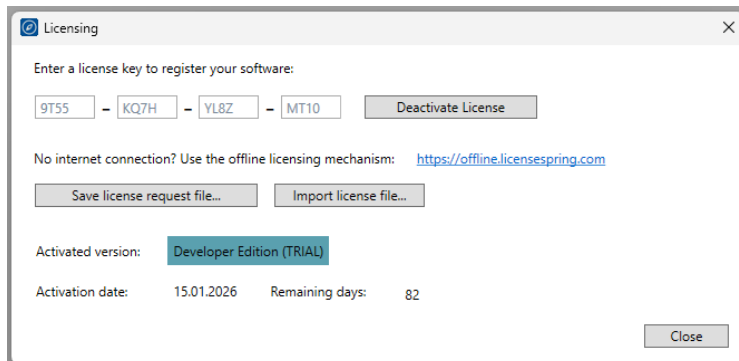 Licensing
Enter a license key to register your software:
9T55 – KQ7H – YL8Z – MT10 Deactivate License
No internet connection? Use the offline licensing mechanism: https://offline.licensespring.com
Save license request file... Import license file...
Activated version: Developer Edition (TRIAL)
Activation date: 15.01.2026 Remaining days: 82
Close